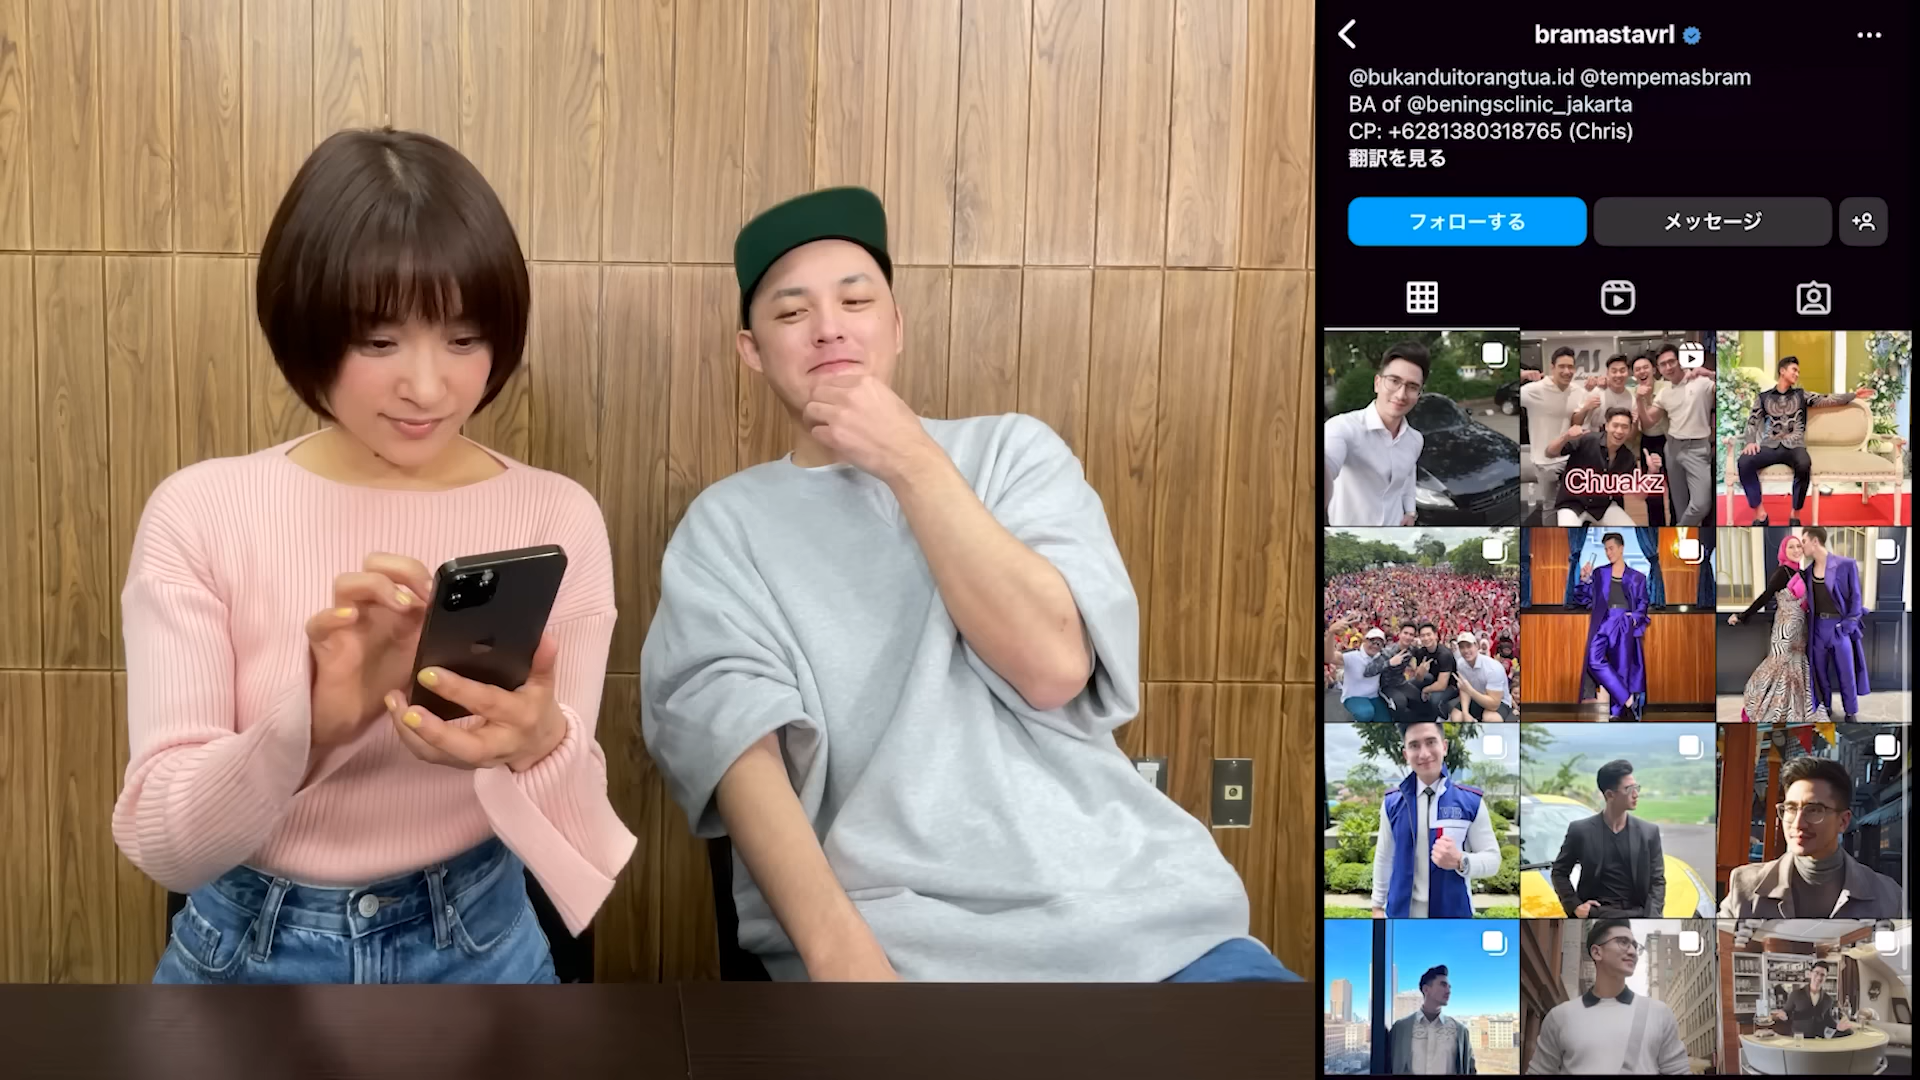 bramastavrl
@bukanduitorangtua.id @tempemasbram
BA of @beningsclinic_jakarta
CP: +6281380318765 (Chris)
翻訳を見る
フォローする
メッセージ
Chuakz